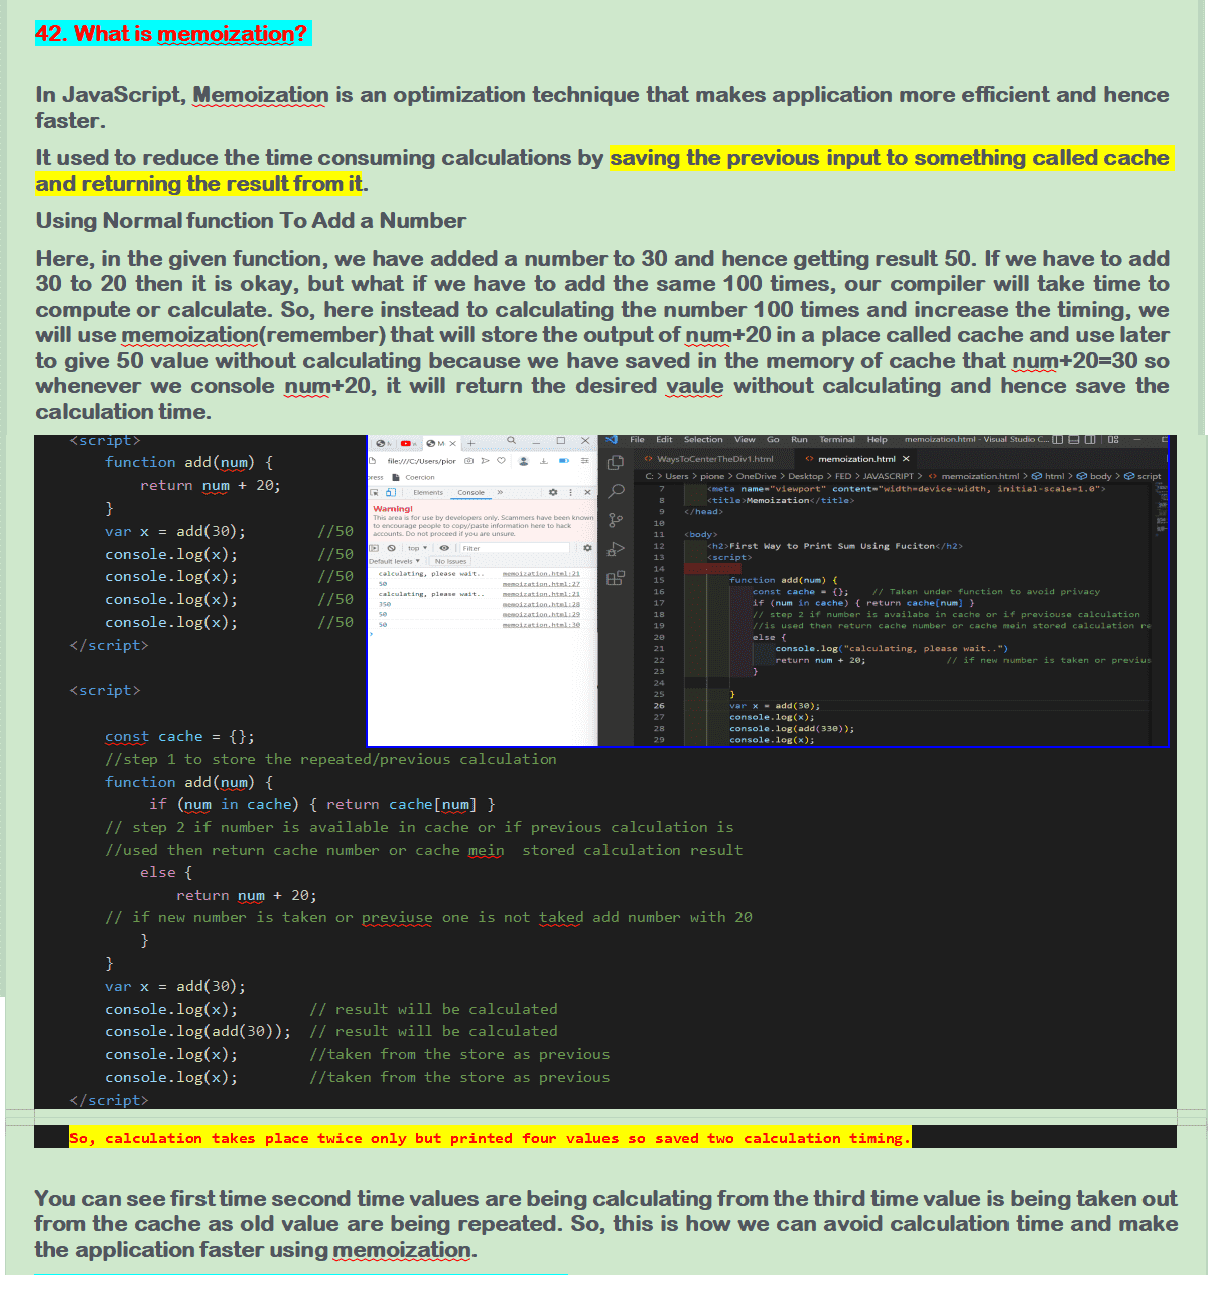 42. What is memoization?
In JavaScript, Memoization is an optimization technique that makes application more efficient and hence
faster.
It used to reduce the time consuming calculations by saving the previous input to something called cache
and returning the result from it.
Using Normal function To Add a Number
Here, in the given function, we have added a number to 30 and hence getting result 50. If we have to add
30 to 20 then it is okay, but what if we have to add the same 100 times, our compiler will take time to
compute or calculate. So, here instead to calculating the number 100 times and increase the timing, we
will use memoization(remember) that will store the output of num+20 in a place called cache and use later
to give 50 value without calculating because we have saved in the memory of cache that num+20=30 so
whenever we console num+20, it will return the desired vaule without calculating and hence save the
calculation time.
<script>
function add(num) {
return num + 20;
}
var x = add(30); //50
console.log(x); //50
console.log(x); //50
console.log(x); //50
console.log(x); //50
</script>
<script>
const cache = {};
//step 1 to store the repeated/previous calculation
function add(num) {
if (num in cache) { return cache[num] }
// step 2 if number is available in cache or if previous calculation is
//used then return cache number or cache mein stored calculation result
else {
return num + 20;
// if new number is taken or previuse one is not taked add number with 20
}
}
var x = add(30);
console.log(x); // result will be calculated
console.log(add(30)); // result will be calculated
console.log(x); //taken from the store as previous
console.log(x); //taken from the store as previous
</script>
file:///C:/Users/pior
press Coercion
Elements Console »
Warning!
This area is for use by developers only. Scammers have been known
to encourage people to copy/paste information here to hack
accounts. Do not proceed if you are unsure.
top Filter
Default levels No Issues
calculating, please wait.. memoization.html:21
50 memoization.html:27
calculating, please wait.. memoization.html:21
350 memoization.html:28
50 memoization.html:29
50 memoization.html:30
File Edit Selection View Go Run Terminal Help memoization.html - Visual Studio C...
WaysToCenterTheDiv1.html memoization.html
C: > Users > pione > OneDrive > Desktop > FED > JAVASCRIPT > memoization.html > html > body > script
7 <meta name="viewport" content="width=device-width, initial-scale=1.0">
8 <title>Memoization</title>
9 </head>
10
11 <body>
12 <h2>First Way to Print Sum Using Fuciton</h2>
13 <script>
14
15 function add(num) {
16 const cache = {}; // Taken under function to avoid privacy
17 if (num in cache) { return cache[num] }
18 // step 2 if number is availabe in cache or if previouse calculation
19 //is used then return cache number or cache mein stored calculation re
20 else {
21 console.log("calculating, please wait..")
22 return num + 20; // if new number is taken or previus
23 }
24
25 }
26 var x = add(30);
27 console.log(x);
28 console.log(add(330));
29 console.log(x);
So, calculation takes place twice only but printed four values so saved two calculation timing.
You can see first time second time values are being calculating from the third time value is being taken out
from the cache as old value are being repeated. So, this is how we can avoid calculation time and make
the application faster using memoization.